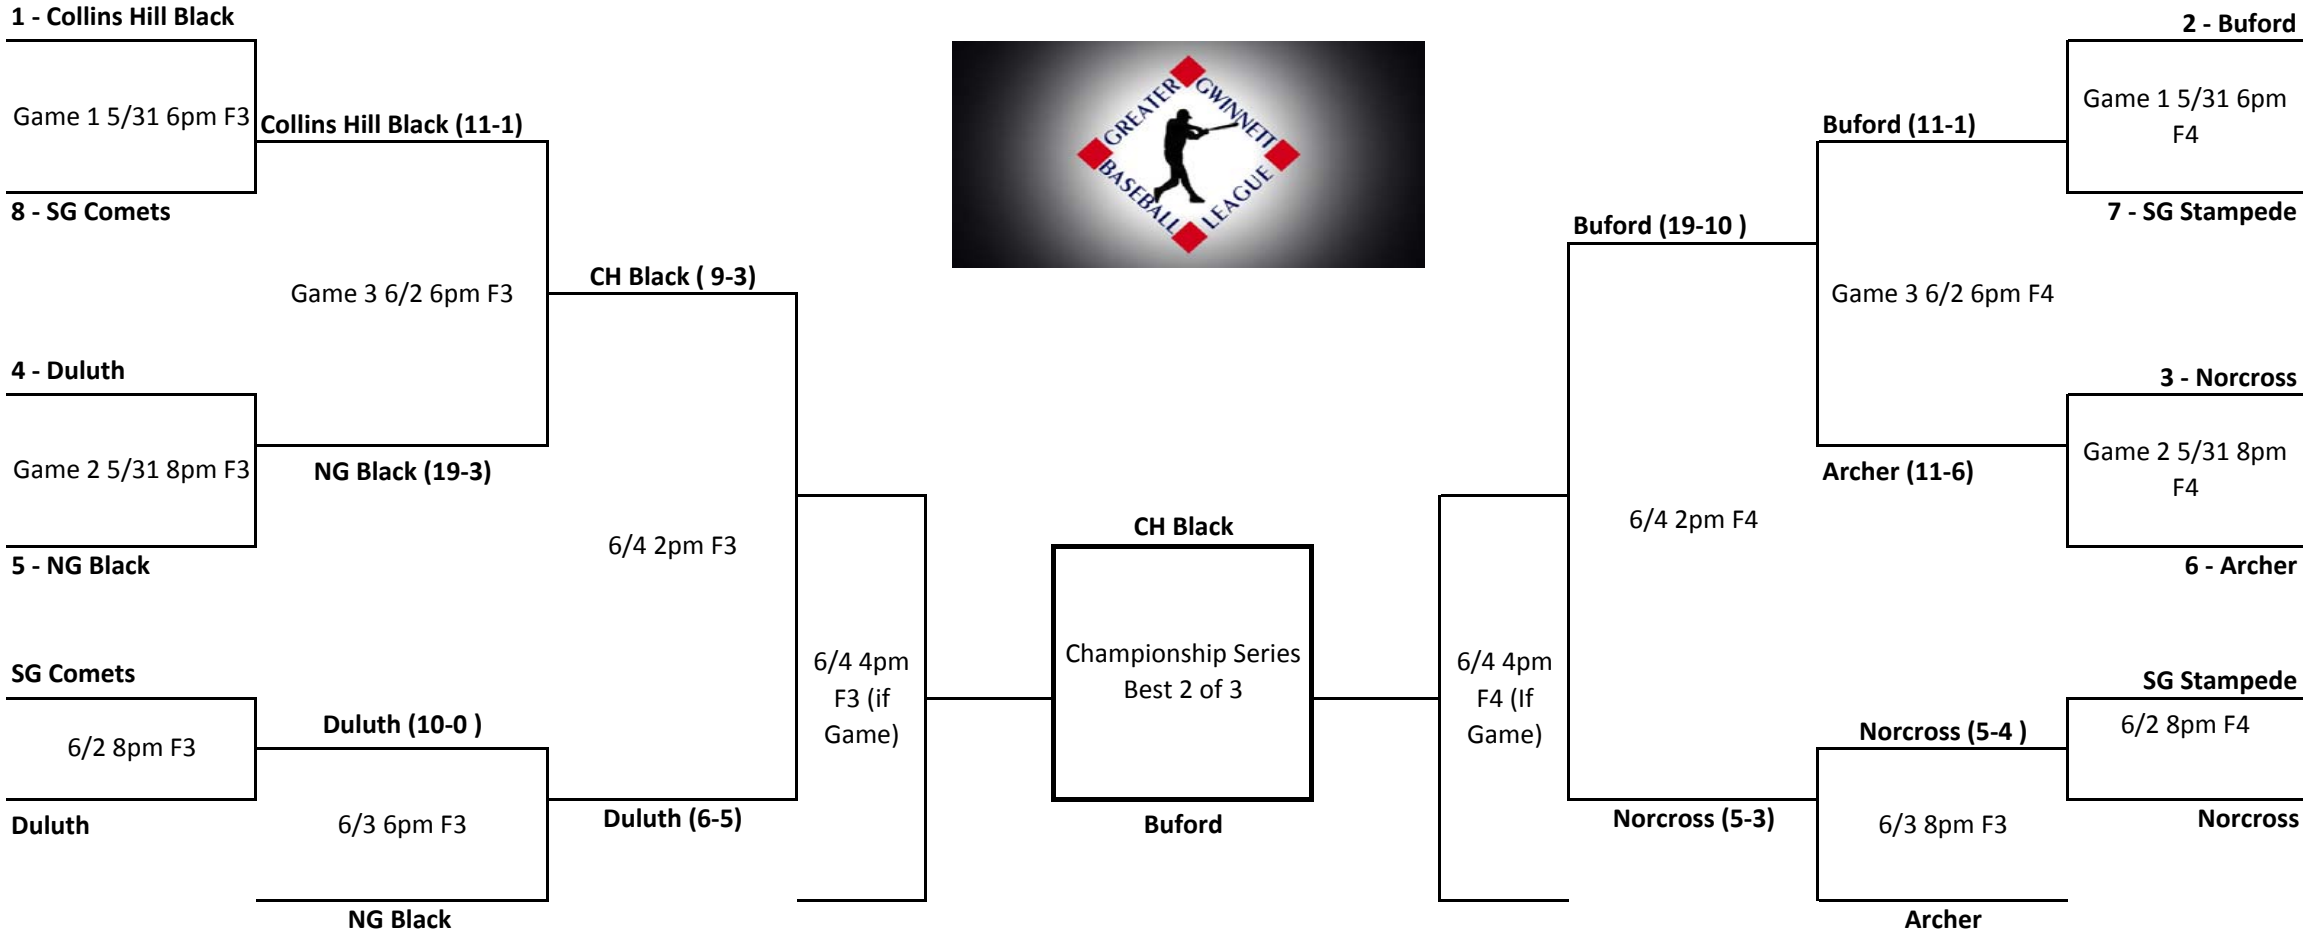 1 - Collins Hill Black
Game 1 5/31 6pm F3
Collins Hill Black (11-1)
8 - SG Comets
Game 3 6/2 6pm F3
CH Black ( 9-3)
4 - Duluth
Game 2 5/31 8pm F3
NG Black (19-3)
5 - NG Black
6/4 2pm F3
SG Comets
6/2 8pm F3
Duluth
Duluth (10-0 )
6/3 6pm F3
NG Black
Duluth (6-5)
6/4 4pm
F3 (if
Game)
GREATER
GWINNETT
BASEBALL
LEAGUE
CH Black
Championship Series
Best 2 of 3
Buford
2 - Buford
Game 1 5/31 6pm
F4
Buford (11-1)
7 - SG Stampede
Buford (19-10 )
Game 3 6/2 6pm F4
3 - Norcross
Game 2 5/31 8pm
F4
Archer (11-6)
6 - Archer
6/4 2pm F4
6/4 4pm
F4 (If
Game)
SG Stampede
6/2 8pm F4
Norcross
Norcross (5-4 )
6/3 8pm F3
Archer
Norcross (5-3)